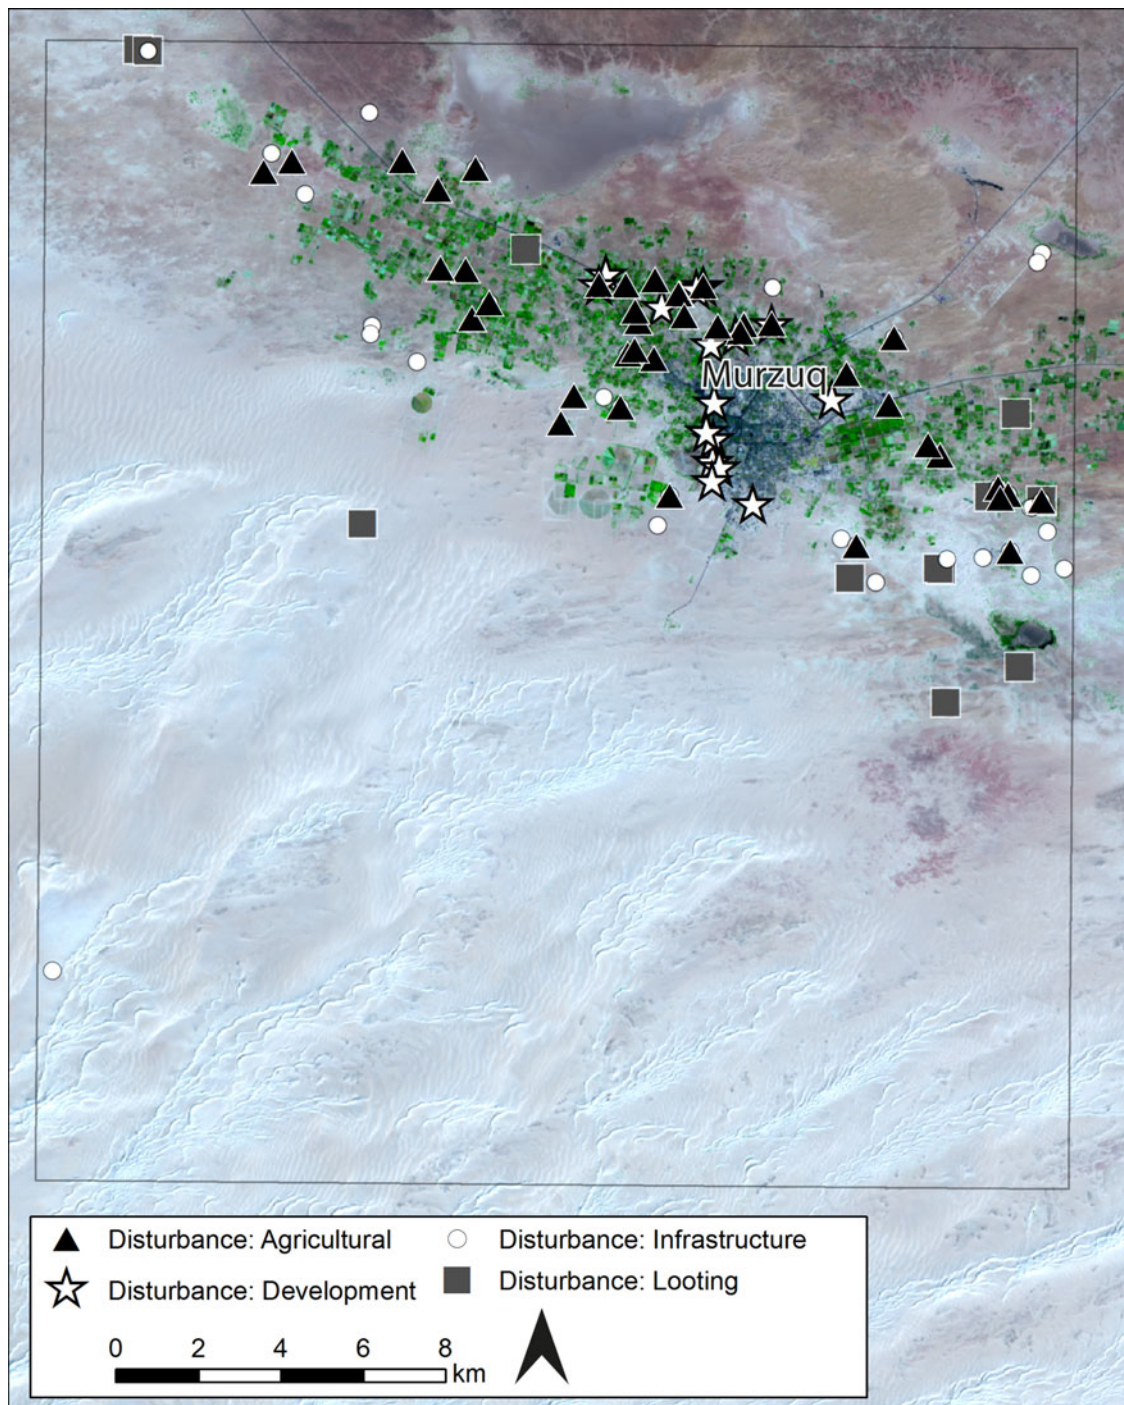 Murzuq
Disturbance: Agricultural
Disturbance: Infrastructure
Disturbance: Development
Disturbance: Looting
0 2 4 6 8
km